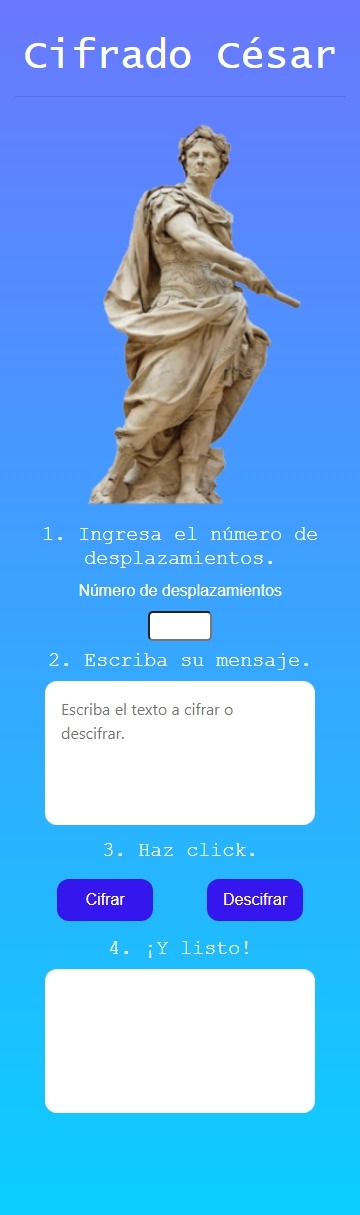 Cifrado César
1. Ingresa el número de
desplazamientos.
Número de desplazamientos
2. Escriba su mensaje.
Escriba el texto a cifrar o
descifrar.
3. Haz click.
Cifrar
Descifrar
4. ¡Y listo!